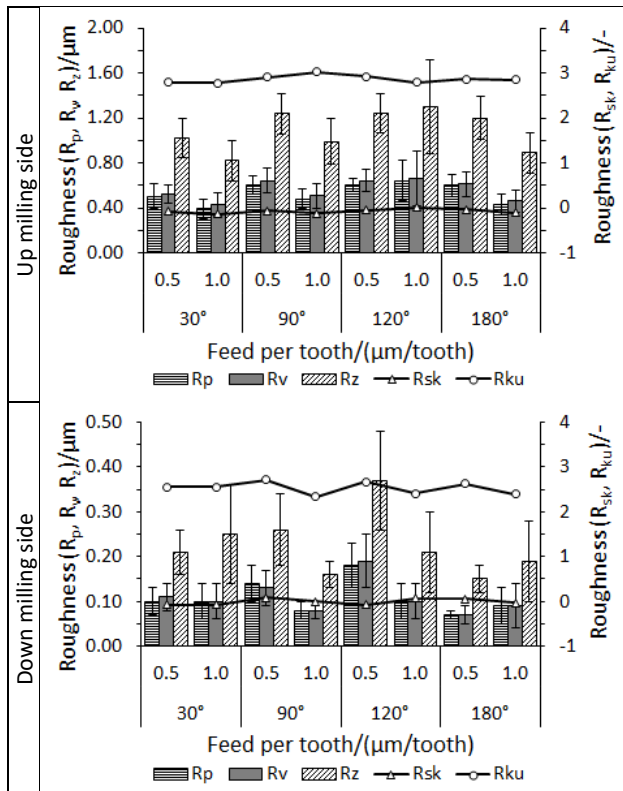 Up milling side
Roughness (Rp, Rv, Rz)/µm
2.00
1.60
1.20
0.80
0.40
0.00
4
3
2
1
0
-1
Roughness (Rsk, Rku)/-
0.5 1.0 0.5 1.0 0.5 1.0 0.5 1.0
30° 90° 120° 180°
Feed per tooth/(µm/tooth)
Rp Rv Rz Rsk Rku
Down milling side
Roughness (Rp, Rv, Rz)/µm
0.50
0.40
0.30
0.20
0.10
0.00
4
3
2
1
0
-1
Roughness (Rsk, Rku)/-
0.5 1.0 0.5 1.0 0.5 1.0 0.5 1.0
30° 90° 120° 180°
Feed per tooth/(µm/tooth)
Rp Rv Rz Rsk Rku